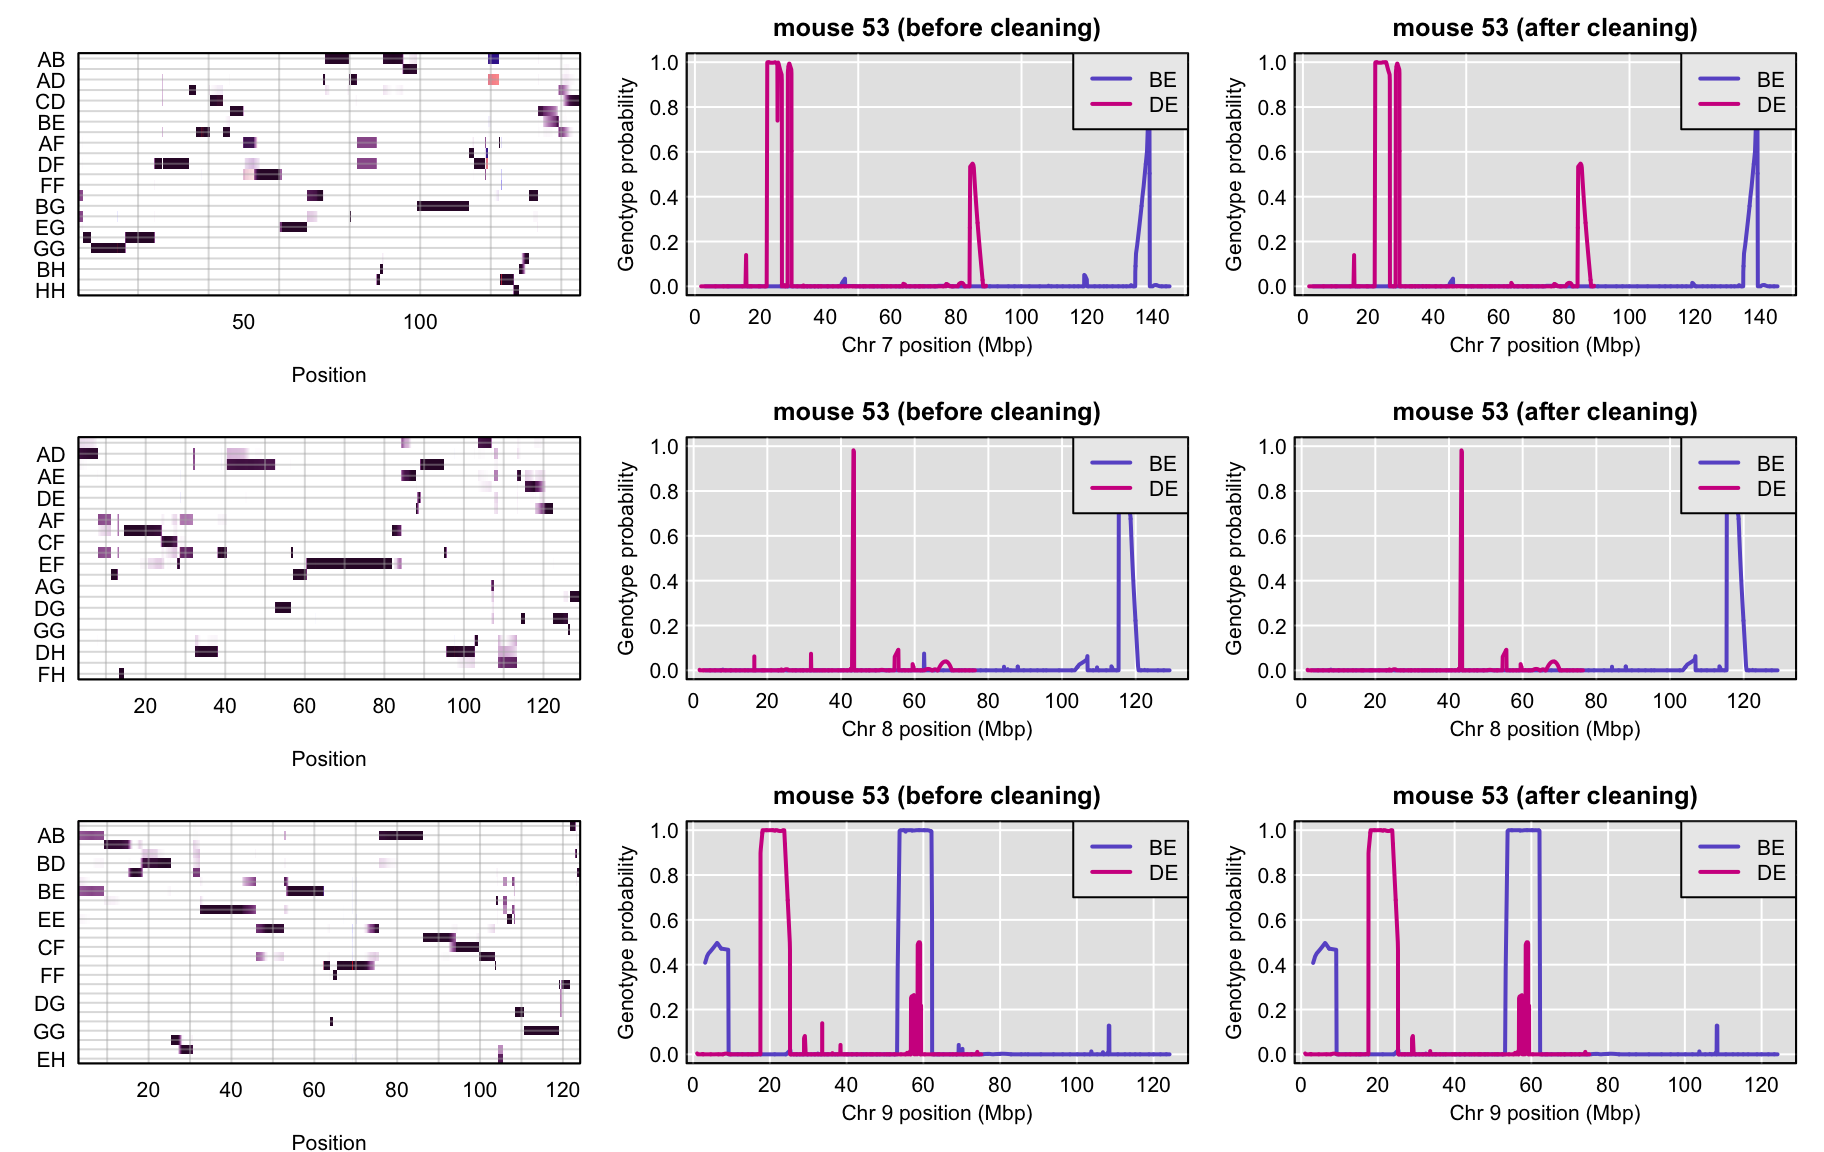 AB
AD
CD
BE
AF
DF
FF
BG
EG
GG
BH
HH
50 100
Position
mouse 53 (before cleaning)
Genotype probability
1.0
0.8
0.6
0.4
0.2
0.0
BE
DE
0 20 40 60 80 100 120 140
Chr 7 position (Mbp)
mouse 53 (after cleaning)
Genotype probability
1.0
0.8
0.6
0.4
0.2
0.0
BE
DE
0 20 40 60 80 100 120 140
Chr 7 position (Mbp)
AD
AE
DE
AF
CF
EF
AG
DG
GG
DH
FH
20 40 60 80 100 120
Position
mouse 53 (before cleaning)
Genotype probability
1.0
0.8
0.6
0.4
0.2
0.0
BE
DE
0 20 40 60 80 100 120
Chr 8 position (Mbp)
mouse 53 (after cleaning)
Genotype probability
1.0
0.8
0.6
0.4
0.2
0.0
BE
DE
0 20 40 60 80 100 120
Chr 8 position (Mbp)
AB
BD
BE
EE
CF
FF
DG
GG
EH
20 40 60 80 100 120
Position
mouse 53 (before cleaning)
Genotype probability
1.0
0.8
0.6
0.4
0.2
0.0
BE
DE
0 20 40 60 80 100 120
Chr 9 position (Mbp)
mouse 53 (after cleaning)
Genotype probability
1.0
0.8
0.6
0.4
0.2
0.0
BE
DE
0 20 40 60 80 100 120
Chr 9 position (Mbp)